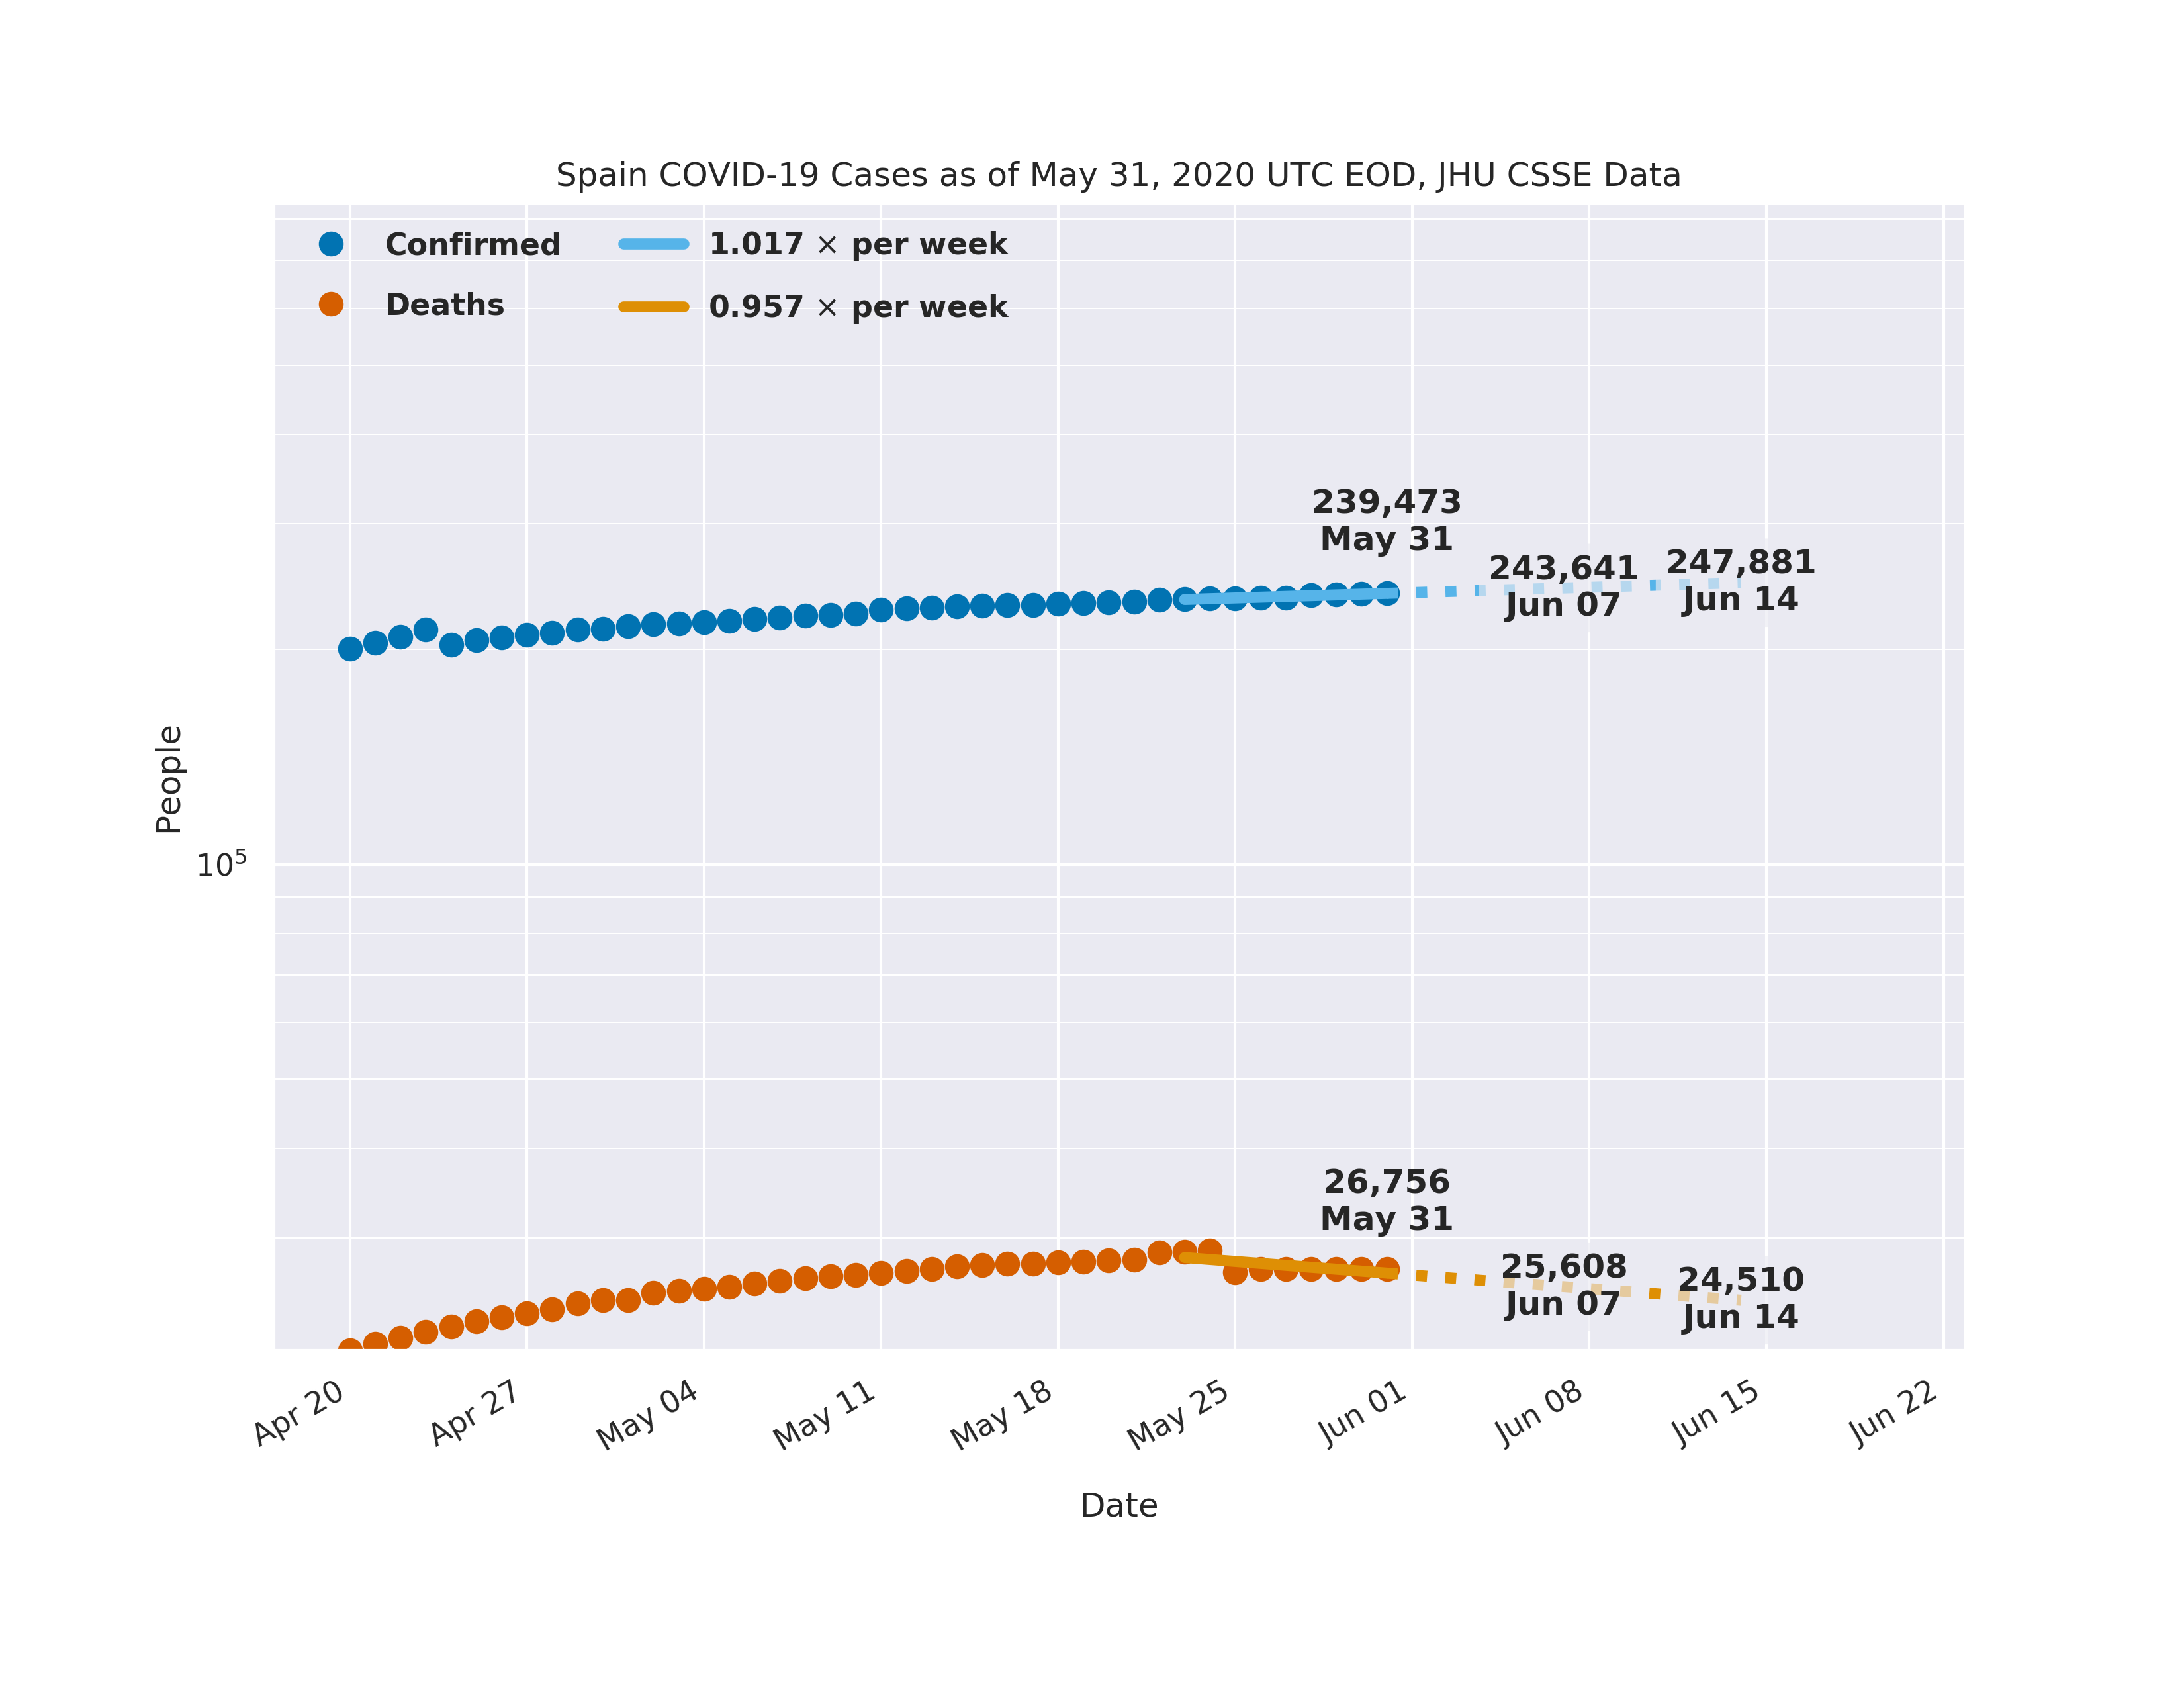 Spain COVID-19 Cases as of May 31, 2020 UTC EOD, JHU CSSE Data
Confirmed
Deaths
1.017 × per week
0.957 × per week
239,473
May 31
243,641
Jun 07
247,881
Jun 14
People
10⁵
26,756
May 31
25,608
Jun 07
24,510
Jun 14
Apr 20
Apr 27
May 04
May 11
May 18
May 25
Jun 01
Jun 08
Jun 15
Jun 22
Date